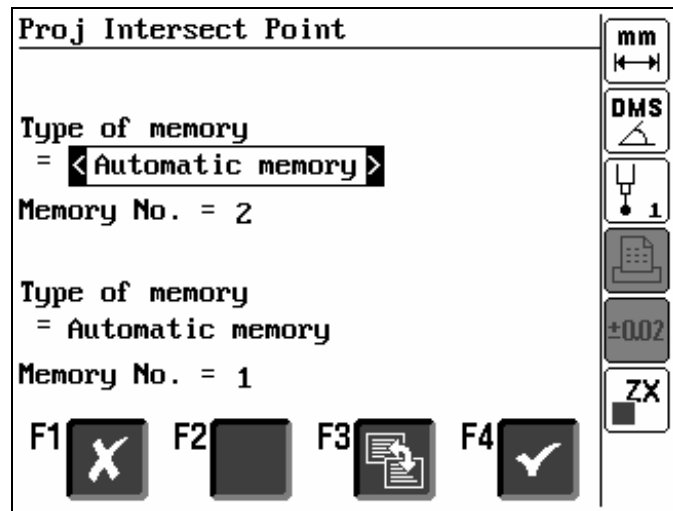 Proj Intersect Point
mm
DMS
Type of memory
= < Automatic memory >
Memory No. = 2
1
Type of memory
= Automatic memory
±0.02
Memory No. = 1
ZX
F1 F2 F3 F4